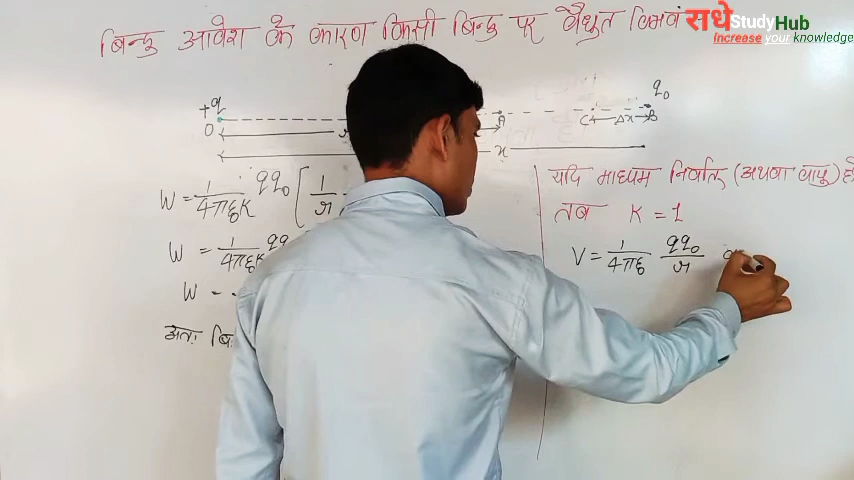 बिन्दु आवेश के कारण किसी बिन्दु पर वैधुत विभव
राधे StudyHub
Increase your knowledge
+q q₀
O A C Δx B
x
W = 1/4πε₀K qq₀ [1/r
यदि माध्यम निर्वात (अथवा वायु) हो
तब K = 1
W = 1/4πε₀K qq₀
V = 1/4πε₀ qq₀/r
W =
अतः